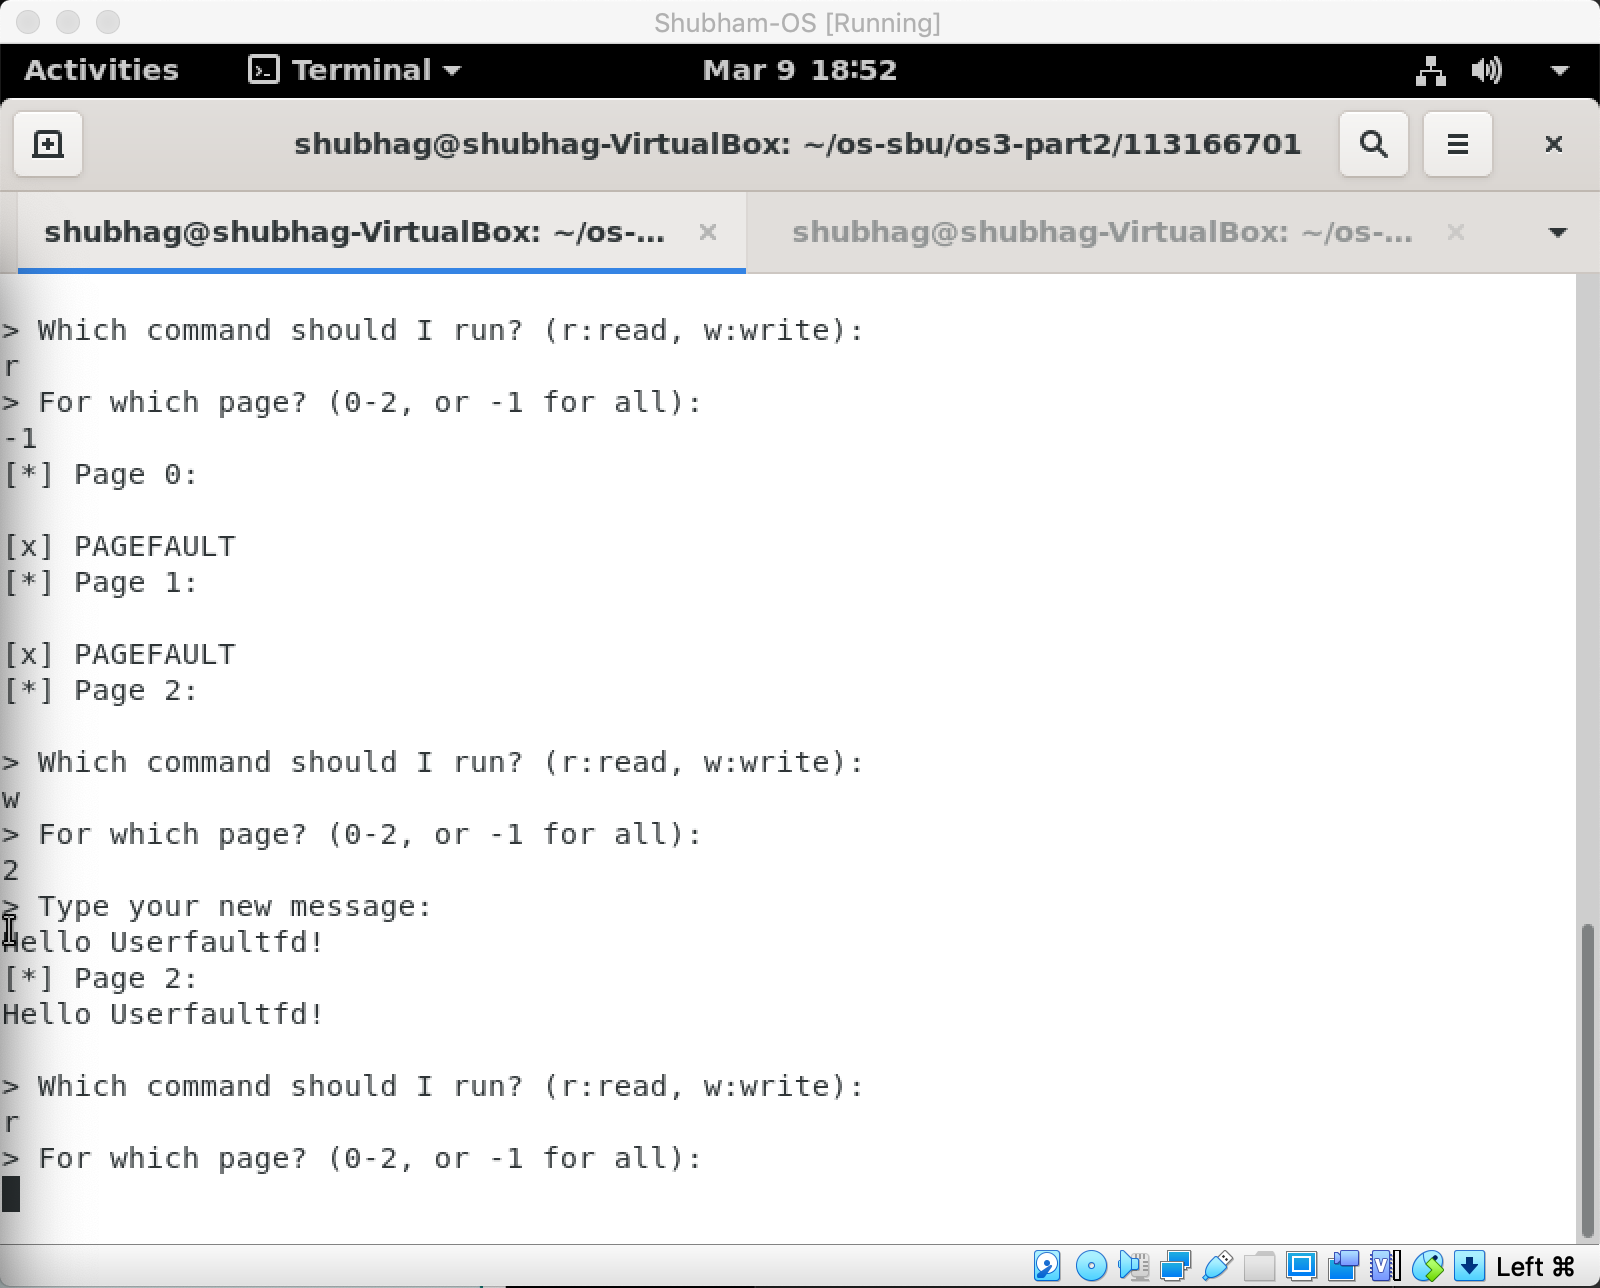 Shubham-OS [Running]
Activities Terminal Mar 9 18:52
shubhag@shubhag-VirtualBox: ~/os-sbu/os3-part2/113166701
shubhag@shubhag-VirtualBox: ~/os-... shubhag@shubhag-VirtualBox: ~/os-...
> Which command should I run? (r:read, w:write):
r
> For which page? (0-2, or -1 for all):
-1
[*] Page 0:
[x] PAGEFAULT
[*] Page 1:
[x] PAGEFAULT
[*] Page 2:
> Which command should I run? (r:read, w:write):
w
> For which page? (0-2, or -1 for all):
2
> Type your new message:
Hello Userfaultfd!
[*] Page 2:
Hello Userfaultfd!
> Which command should I run? (r:read, w:write):
r
> For which page? (0-2, or -1 for all):
Left ⌘